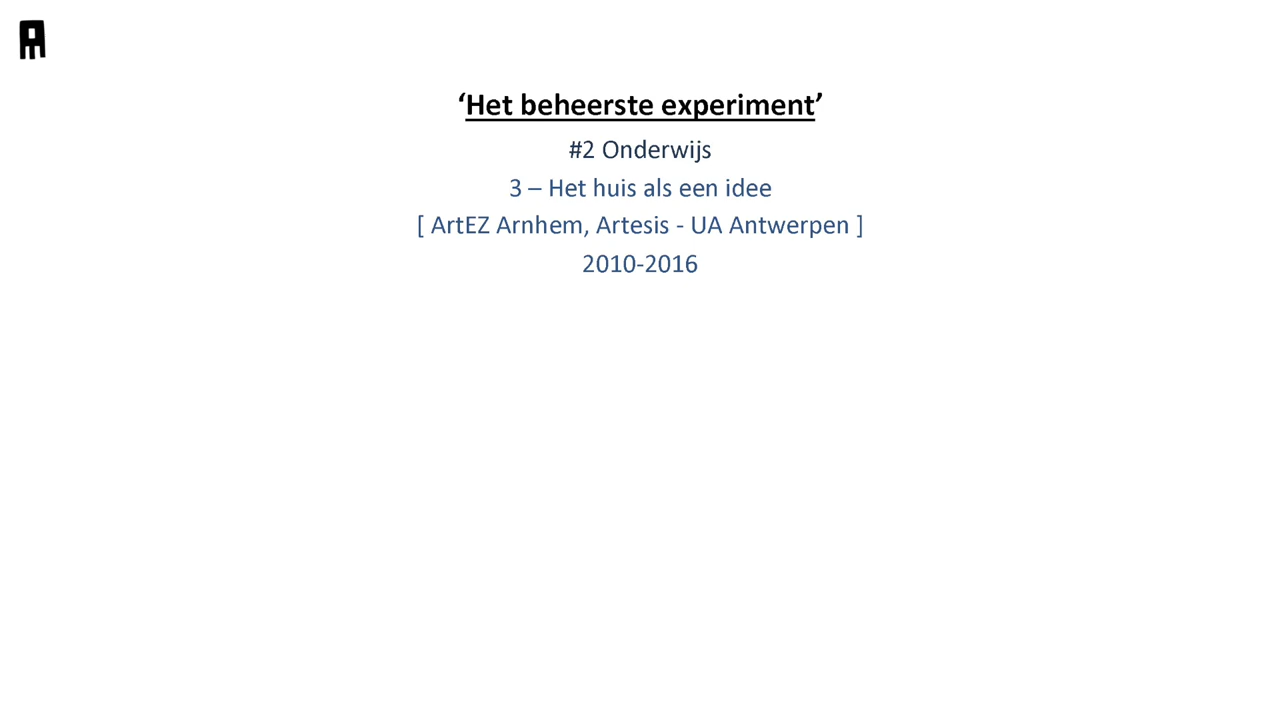 ‘Het beheerste experiment’
#2 Onderwijs
3 – Het huis als een idee
[ ArtEZ Arnhem, Artesis - UA Antwerpen ]
2010-2016